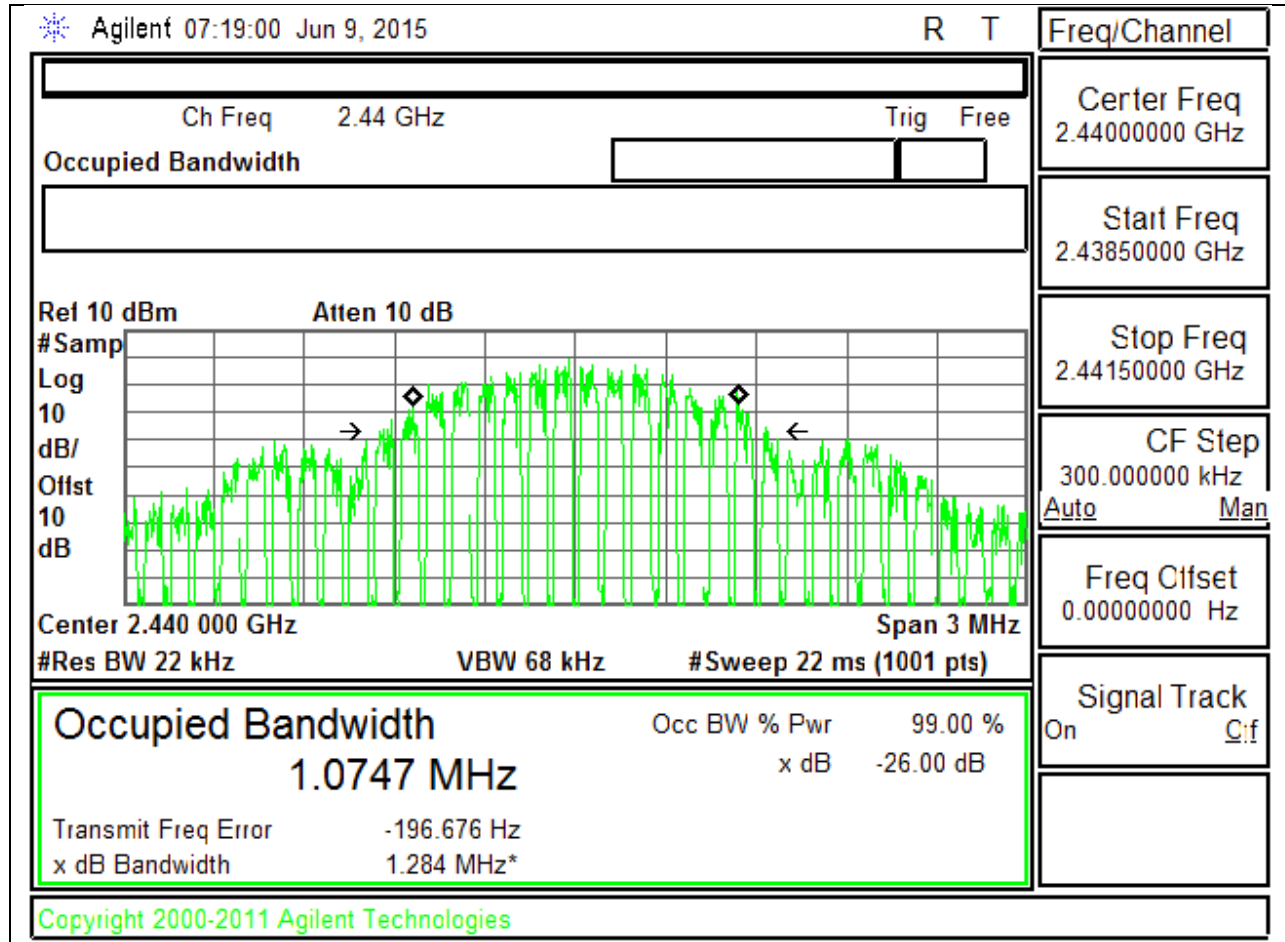 Agilent 07:19:00 Jun 9, 2015 R T
Ch Freq 2.44 GHz Trig Free
Occupied Bandwidth
Ref 10 dBm Atten 10 dB
#Samp
Log
10
dB/
Offst
10
dB
Center 2.440 000 GHz Span 3 MHz
#Res BW 22 kHz VBW 68 kHz #Sweep 22 ms (1001 pts)
Occupied Bandwidth
1.0747 MHz
Occ BW % Pwr 99.00 %
x dB -26.00 dB
Transmit Freq Error -196.676 Hz
x dB Bandwidth 1.284 MHz*
Copyright 2000-2011 Agilent Technologies
Freq/Channel
Center Freq
2.44000000 GHz
Start Freq
2.43850000 GHz
Stop Freq
2.44150000 GHz
CF Step
300.000000 kHz
Auto Man
Freq Offset
0.00000000 Hz
Signal Track
On Off